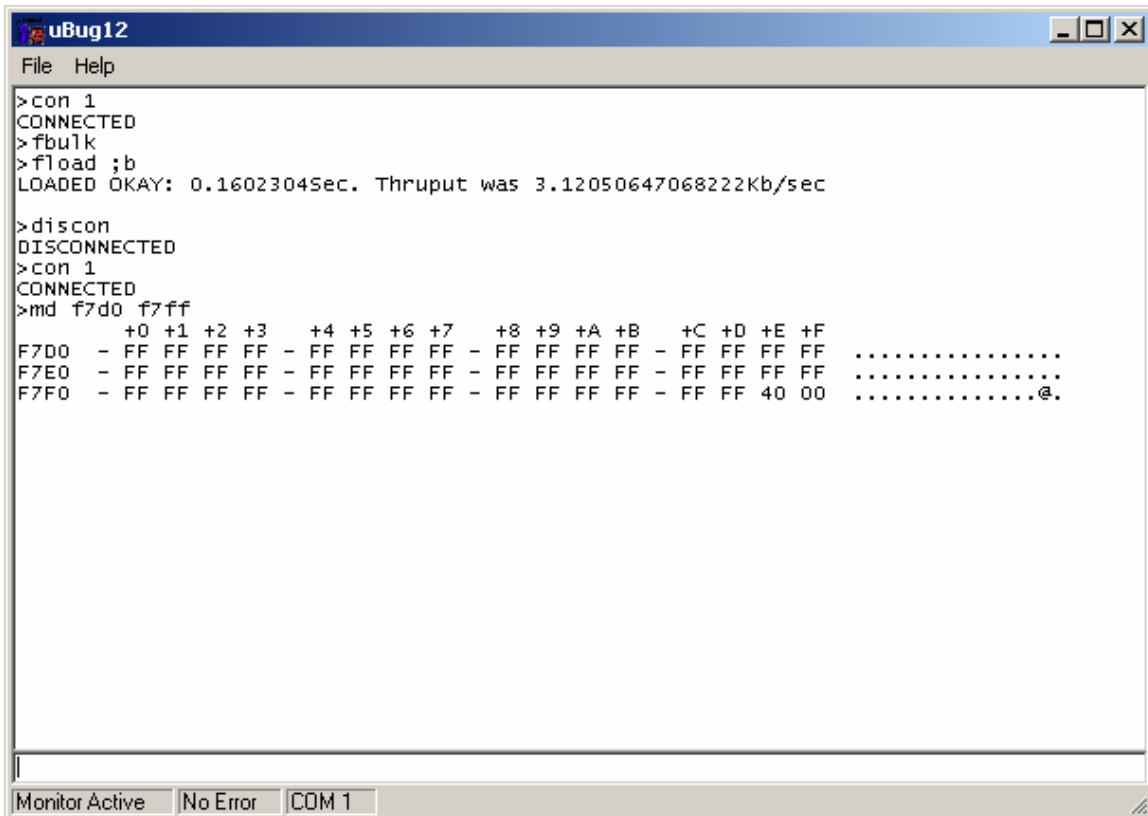 uBug12
File Help
>con 1
CONNECTED
>fbulk
>fload ;b
LOADED OKAY: 0.1602304Sec. Thruput was 3.12050647068222Kb/sec
>discon
DISCONNECTED
>con 1
CONNECTED
>md f7d0 f7ff
+0 +1 +2 +3 +4 +5 +6 +7 +8 +9 +A +B +C +D +E +F
F7D0 - FF FF FF FF - FF FF FF FF - FF FF FF FF - FF FF FF FF ................
F7E0 - FF FF FF FF - FF FF FF FF - FF FF FF FF - FF FF FF FF ................
F7F0 - FF FF FF FF - FF FF FF FF - FF FF FF FF - FF FF 40 00 ..............@.
Monitor Active No Error COM 1